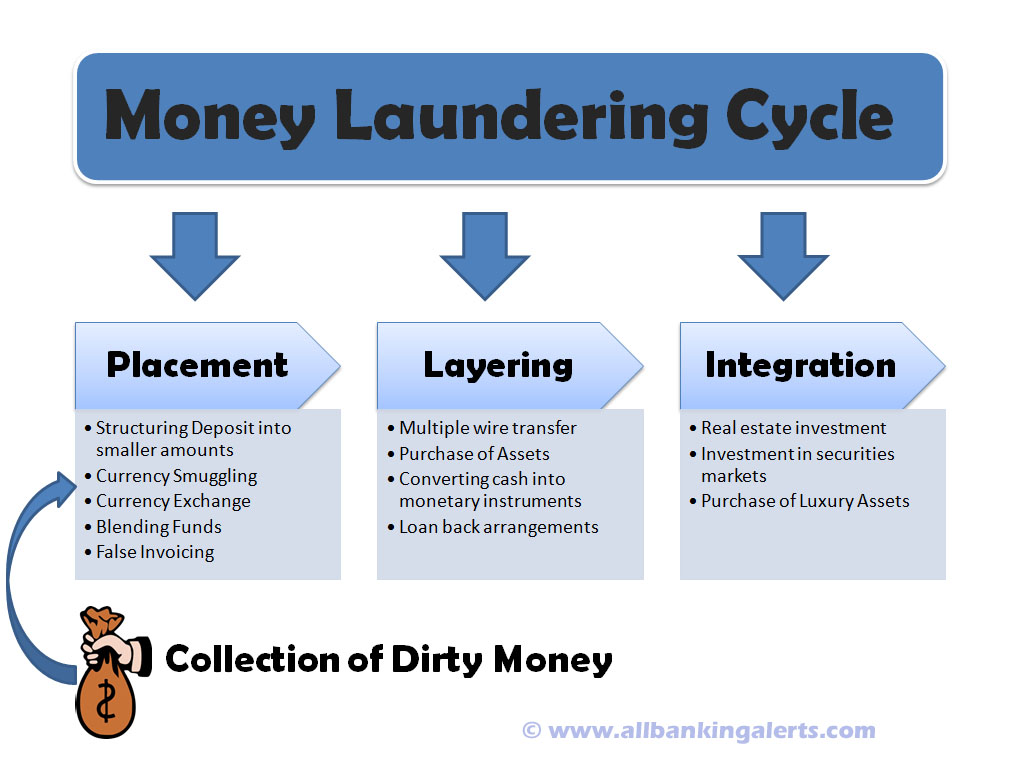 Money Laundering Cycle
Placement
• Structuring Deposit into
smaller amounts
• Currency Smuggling
• Currency Exchange
• Blending Funds
• False Invoicing
Layering
• Multiple wire transfer
• Purchase of Assets
• Converting cash into
monetary instruments
• Loan back arrangements
Integration
• Real estate investment
• Investment in securities
markets
• Purchase of Luxury Assets
Collection of Dirty Money
© www.allbankingalerts.com